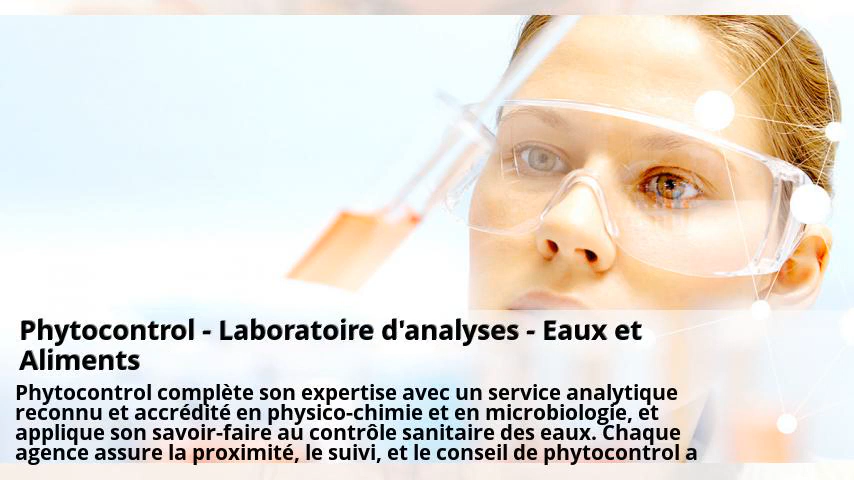 Phytocontrol - Laboratoire d'analyses - Eaux et
Aliments
Phytocontrol complète son expertise avec un service analytique
reconnu et accrédité en physico-chimie et en microbiologie, et
applique son savoir-faire au contrôle sanitaire des eaux. Chaque
agence assure la proximité, le suivi, et le conseil de phytocontrol a